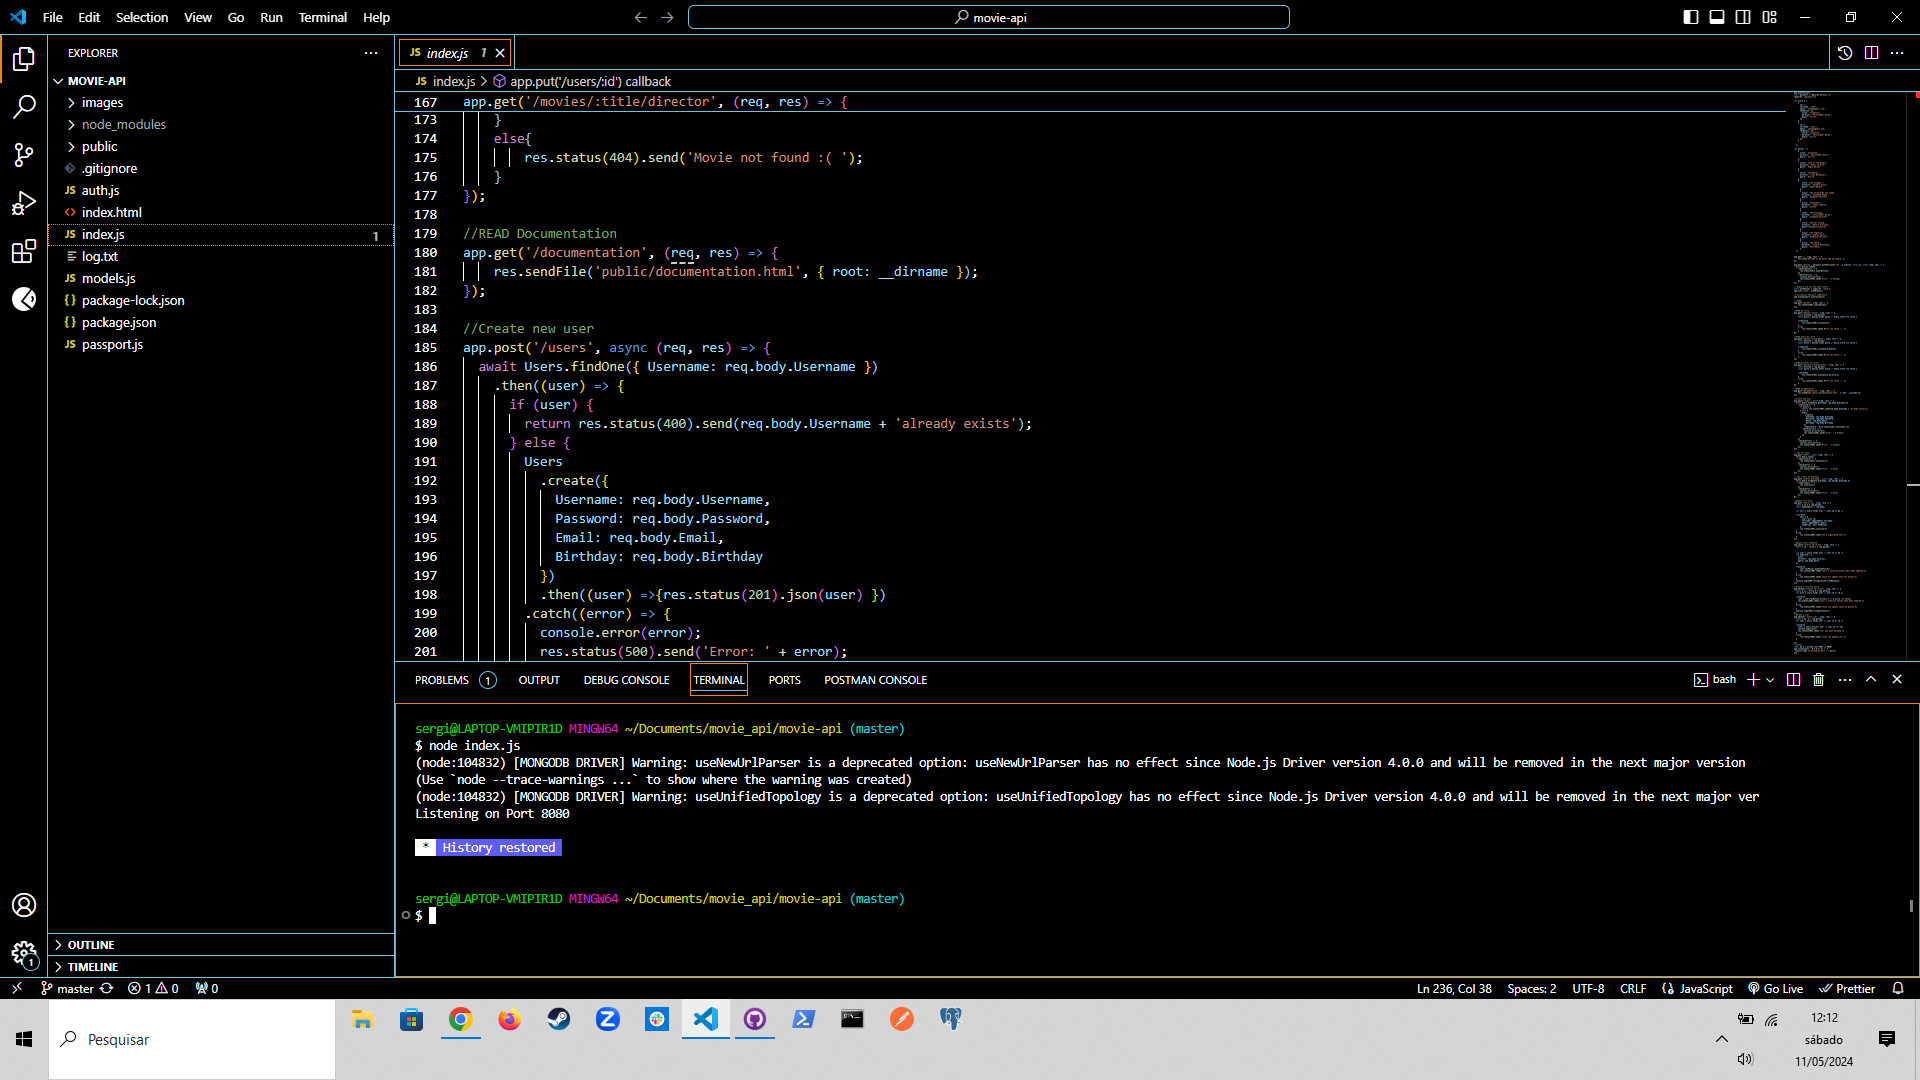 File Edit Selection View Go Run Terminal Help
movie-api
EXPLORER
MOVIE-API
images
node_modules
public
.gitignore
JS auth.js
<> index.html
JS index.js 1
log.txt
JS models.js
{} package-lock.json
{} package.json
JS passport.js
OUTLINE
TIMELINE
JS index.js 1
JS index.js > app.put('/users/:id') callback
167 app.get('/movies/:title/director', (req, res) => {
173 }
174 else{
175 res.status(404).send('Movie not found :( ');
176 }
177 });
178
179 //READ Documentation
180 app.get('/documentation', (req, res) => {
181 res.sendFile('public/documentation.html', { root: __dirname });
182 });
183
184 //Create new user
185 app.post('/users', async (req, res) => {
186 await Users.findOne({ Username: req.body.Username })
187 .then((user) => {
188 if (user) {
189 return res.status(400).send(req.body.Username + 'already exists');
190 } else {
191 Users
192 .create({
193 Username: req.body.Username,
194 Password: req.body.Password,
195 Email: req.body.Email,
196 Birthday: req.body.Birthday
197 })
198 .then((user) =>{res.status(201).json(user) })
199 .catch((error) => {
200 console.error(error);
201 res.status(500).send('Error: ' + error);
PROBLEMS 1 OUTPUT DEBUG CONSOLE TERMINAL PORTS POSTMAN CONSOLE
bash
sergi@LAPTOP-VMIPIR1D MINGW64 ~/Documents/movie_api/movie-api (master)
$ node index.js
(node:104832) [MONGODB DRIVER] Warning: useNewUrlParser is a deprecated option: useNewUrlParser has no effect since Node.js Driver version 4.0.0 and will be removed in the next major version
(Use `node --trace-warnings ...` to show where the warning was created)
(node:104832) [MONGODB DRIVER] Warning: useUnifiedTopology is a deprecated option: useUnifiedTopology has no effect since Node.js Driver version 4.0.0 and will be removed in the next major ver
Listening on Port 8080
* History restored
sergi@LAPTOP-VMIPIR1D MINGW64 ~/Documents/movie_api/movie-api (master)
$
1
master 1 0 0
Ln 236, Col 38 Spaces: 2 UTF-8 CRLF {} JavaScript Go Live Prettier
Pesquisar
12:12
sábado
11/05/2024